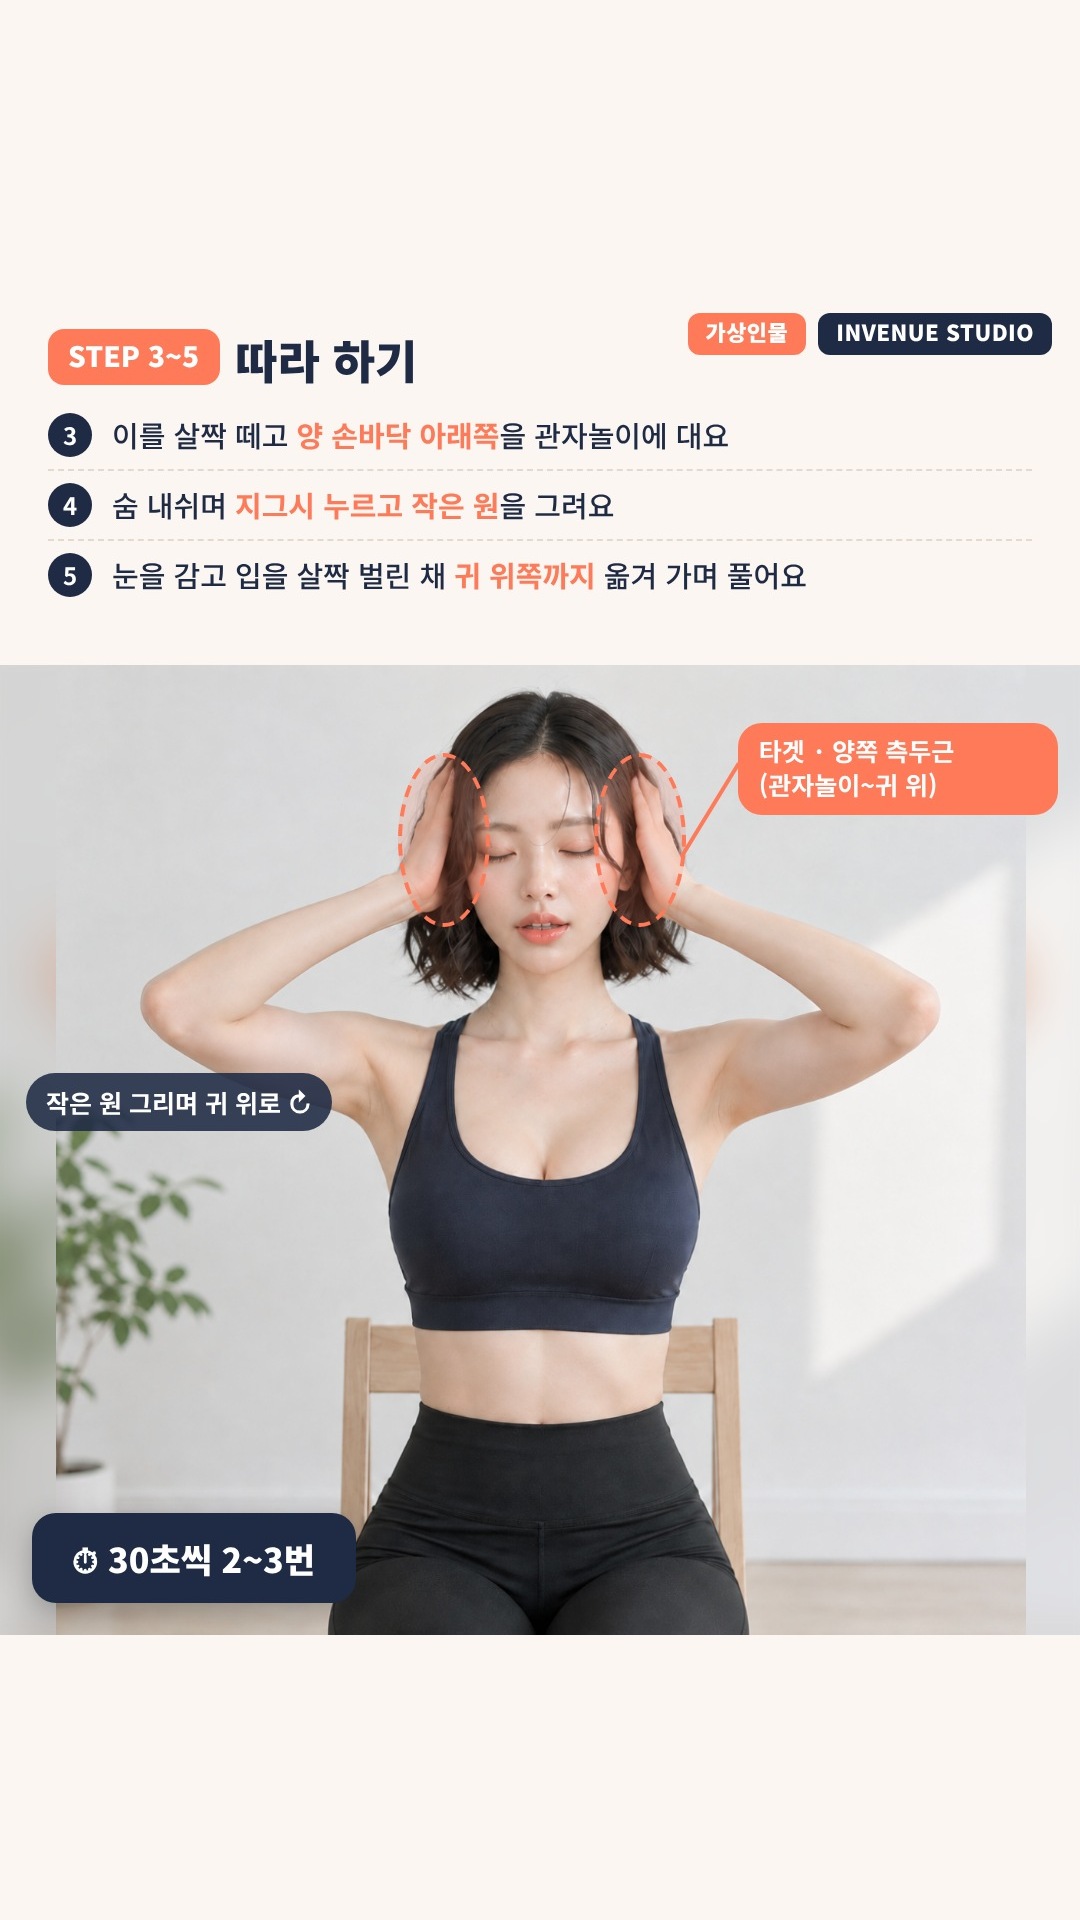 STEP 3~5 따라 하기
가상인물 INVENUE STUDIO
3 이를 살짝 떼고 양 손바닥 아래쪽을 관자놀이에 대요
4 숨 내쉬며 지그시 누르고 작은 원을 그려요
5 눈을 감고 입을 살짝 벌린 채 귀 위쪽까지 옮겨 가며 풀어요
타겟 · 양쪽 측두근
(관자놀이~귀 위)
작은 원 그리며 귀 위로 ↻
⏱ 30초씩 2~3번